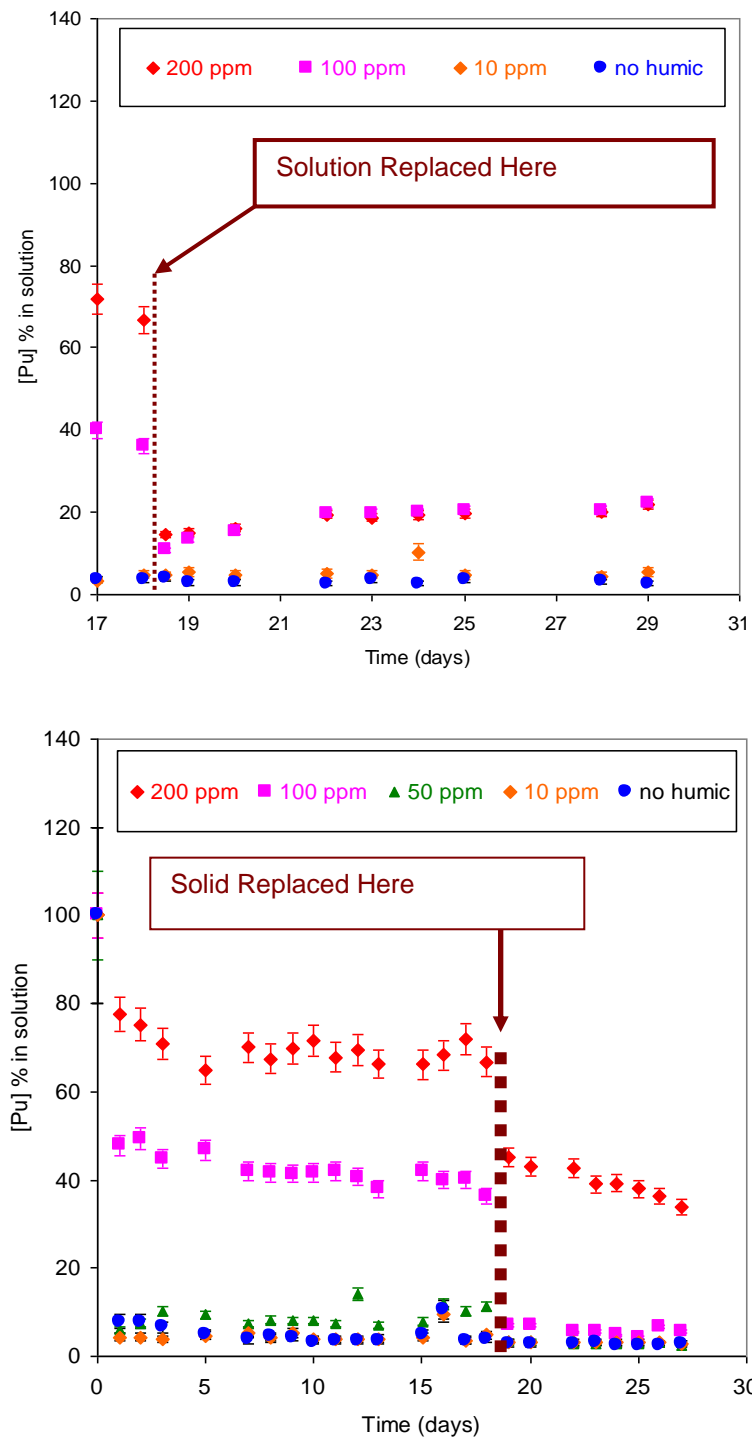 140
120
100
80
60
40
20
0
[Pu] % in solution
200 ppm 100 ppm 10 ppm no humic
Solution Replaced Here
17 19 21 23 25 27 29 31
Time (days)
140
120
100
80
60
40
20
0
[Pu] % in solution
200 ppm 100 ppm 50 ppm 10 ppm no humic
Solid Replaced Here
0 5 10 15 20 25 30
Time (days)